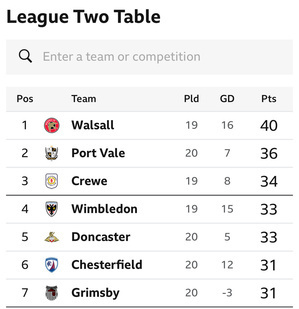 League Two Table
Enter a team or competition
Pos Team Pld GD Pts
1 Walsall 19 16 40
2 Port Vale 20 7 36
3 Crewe 19 8 34
4 Wimbledon 19 15 33
5 Doncaster 20 5 33
6 Chesterfield 20 12 31
7 Grimsby 20 -3 31